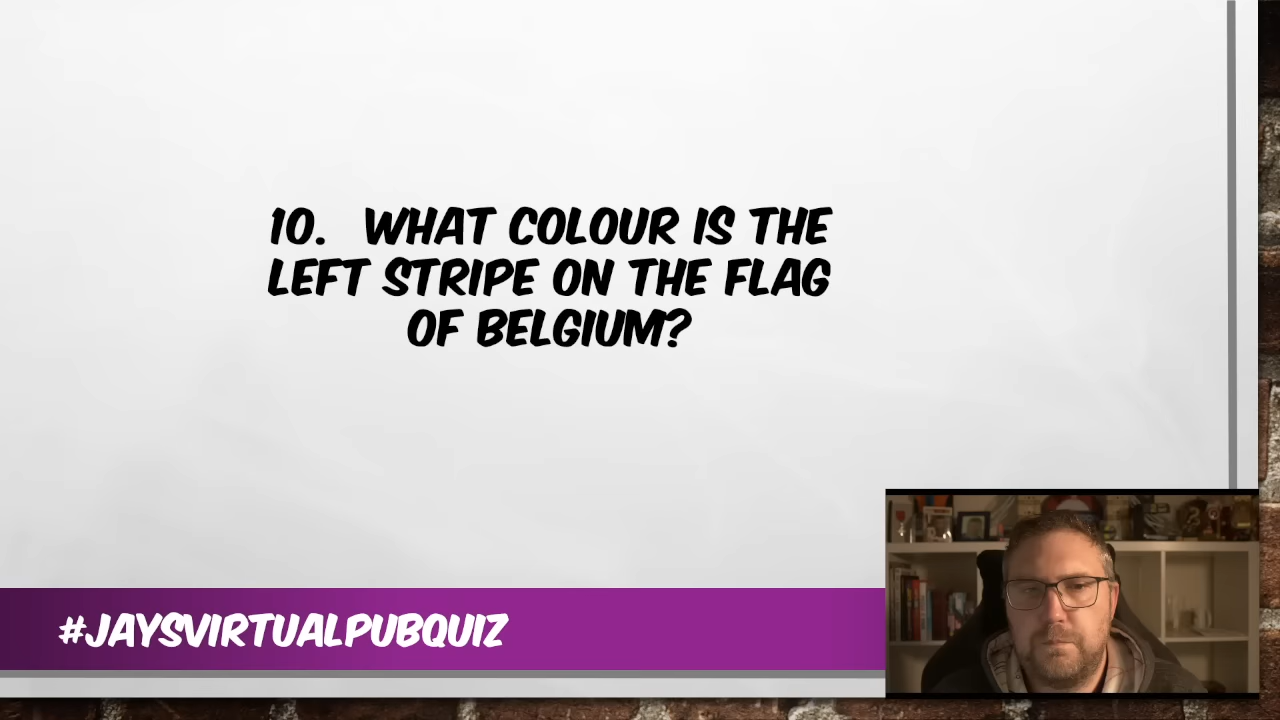 10. WHAT COLOUR IS THE
LEFT STRIPE ON THE FLAG
OF BELGIUM?
#JAYSVIRTUALPUBQUIZ